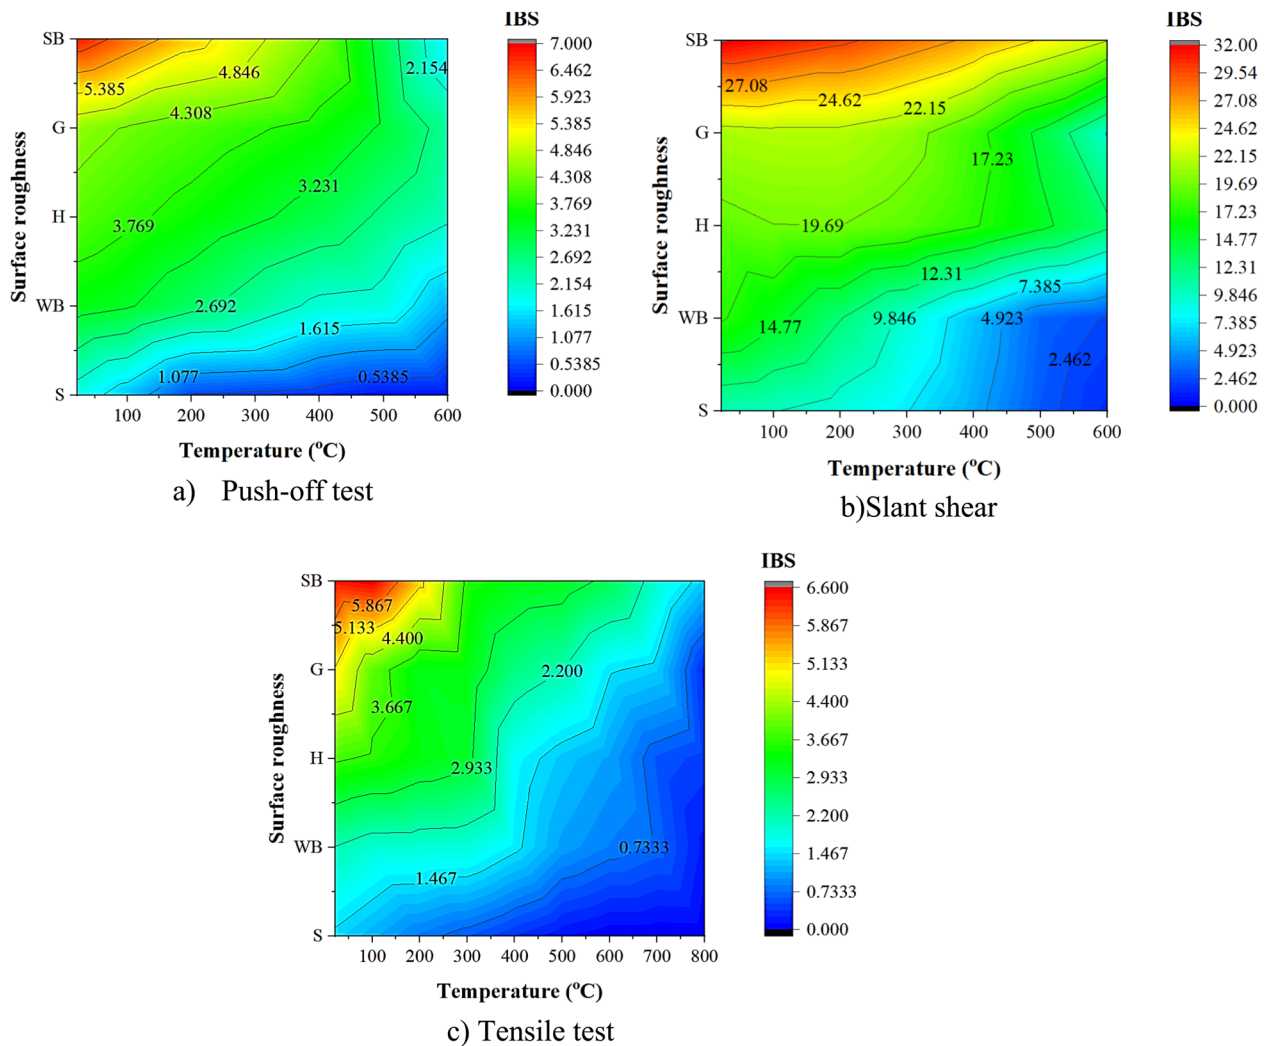 IBS
SB
G
H
WB
S
Surface roughness
5.385
4.846
4.308
2.154
3.231
3.769
2.692
1.615
1.077
0.5385
100 200 300 400 500 600
Temperature (°C)
7.000
6.462
5.923
5.385
4.846
4.308
3.769
3.231
2.692
2.154
1.615
1.077
0.5385
0.000
a) Push-off test
IBS
SB
G
H
WB
S
Surface roughness
27.08
24.62
22.15
17.23
19.69
12.31
7.385
14.77
9.846
4.923
2.462
100 200 300 400 500 600
Temperature (°C)
32.00
29.54
27.08
24.62
22.15
19.69
17.23
14.77
12.31
9.846
7.385
4.923
2.462
0.000
b)Slant shear
IBS
SB
G
H
WB
S
Surface roughness
5.867
5.133
4.400
3.667
2.200
2.933
1.467
0.7333
100 200 300 400 500 600 700 800
Temperature (°C)
6.600
5.867
5.133
4.400
3.667
2.933
2.200
1.467
0.7333
0.000
c) Tensile test